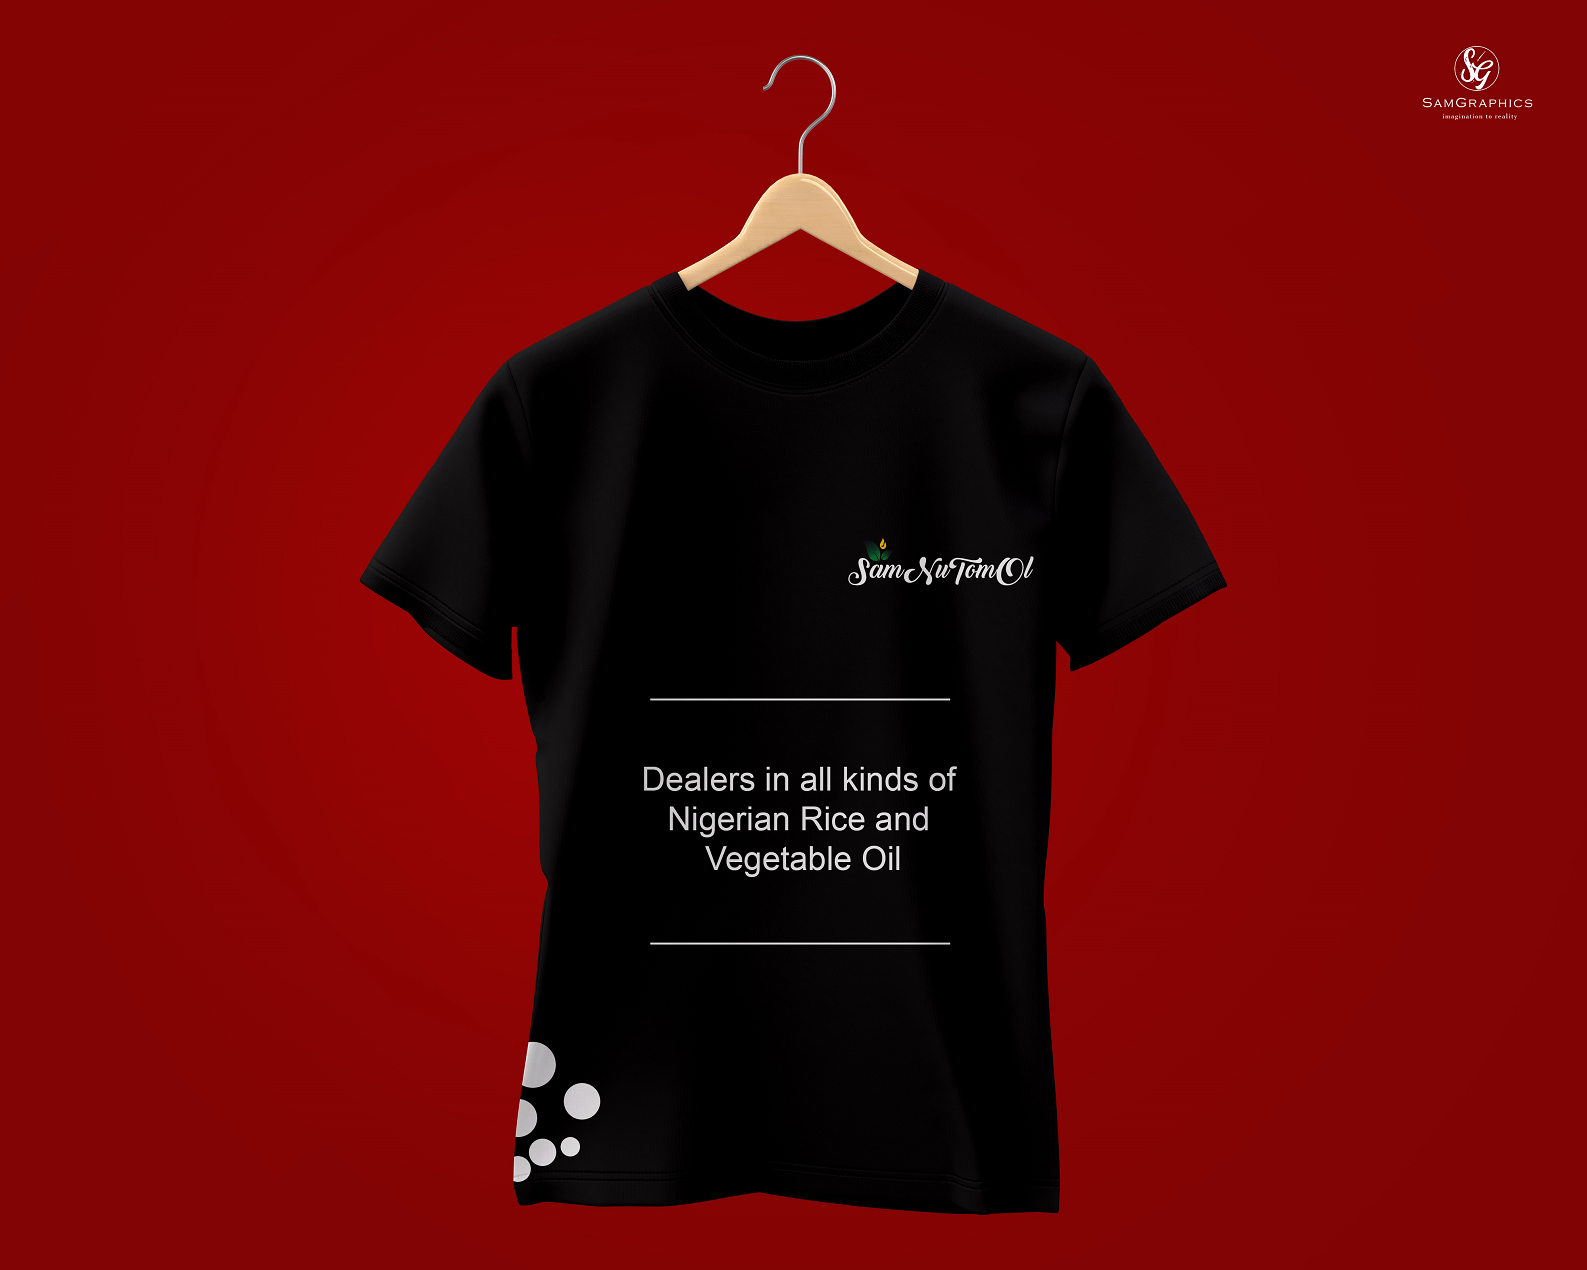 SG
SAMGRAPHICS
imagination to reality
SamNuTomOl
Dealers in all kinds of
Nigerian Rice and
Vegetable Oil